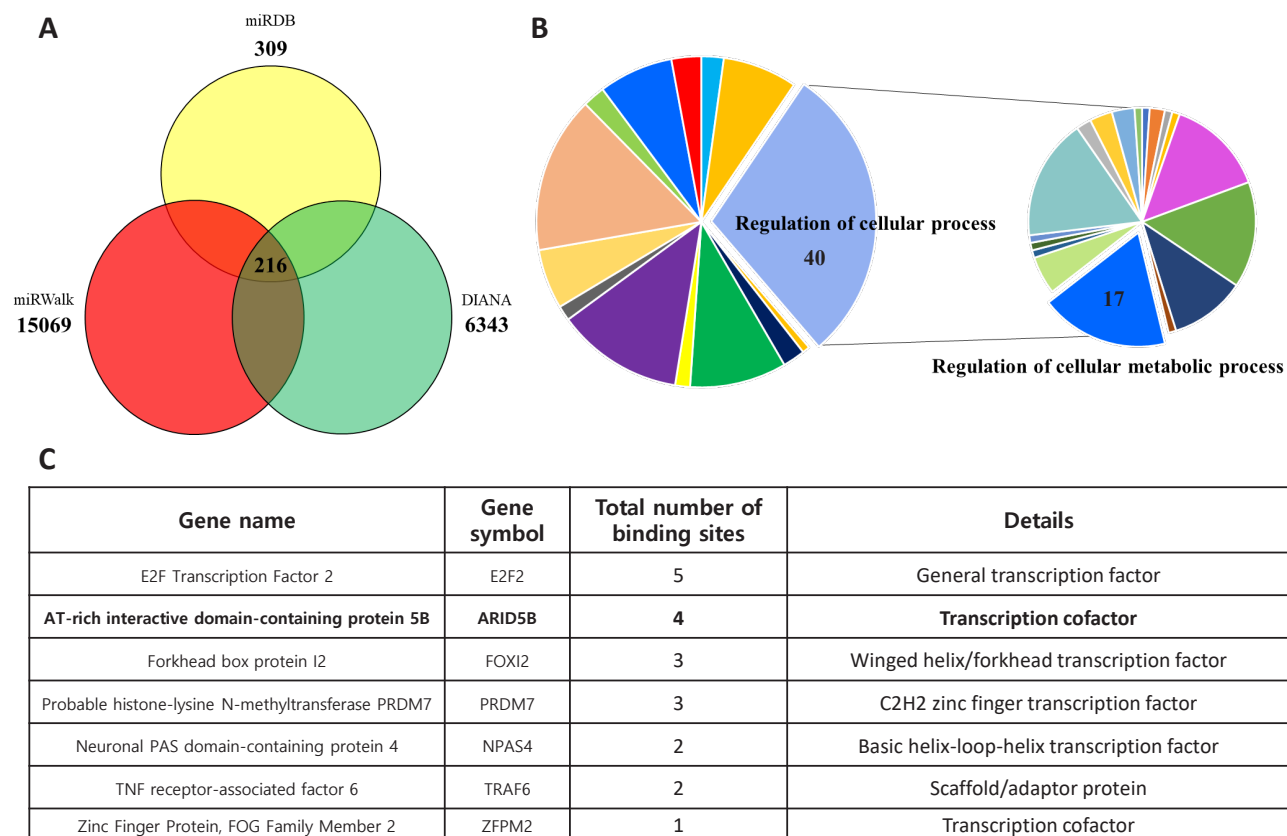 A
miRDB
309
216
miRWalk
15069
DIANA
6343
B
Regulation of cellular process
40
17
Regulation of cellular metabolic process
C
Gene name
Gene symbol
Total number of binding sites
Details
E2F Transcription Factor 2
E2F2
5
General transcription factor
AT-rich interactive domain-containing protein 5B
ARID5B
4
Transcription cofactor
Forkhead box protein I2
FOXI2
3
Winged helix/forkhead transcription factor
Probable histone-lysine N-methyltransferase PRDM7
PRDM7
3
C2H2 zinc finger transcription factor
Neuronal PAS domain-containing protein 4
NPAS4
2
Basic helix-loop-helix transcription factor
TNF receptor-associated factor 6
TRAF6
2
Scaffold/adaptor protein
Zinc Finger Protein, FOG Family Member 2
ZFPM2
1
Transcription cofactor